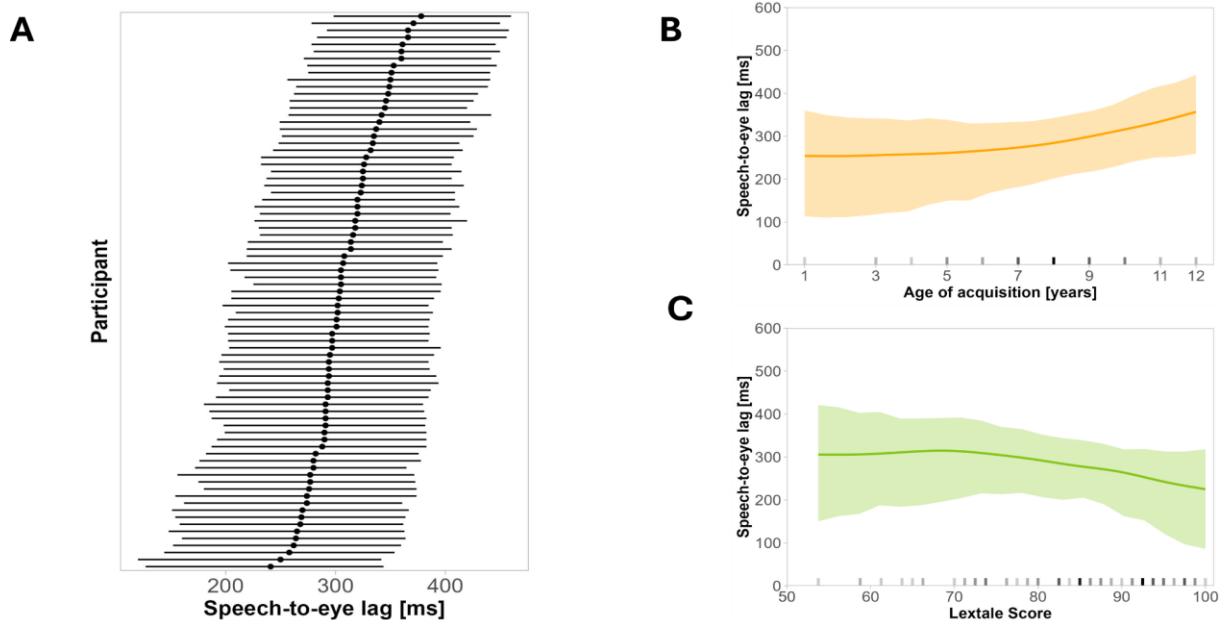 A
Participant
200 300 400
Speech-to-eye lag [ms]
B
Speech-to-eye lag [ms]
600
500
400
300
200
100
0
1 3 5 7 9 11 12
Age of acquisition [years]
C
Speech-to-eye lag [ms]
600
500
400
300
200
100
0
50 60 70 80 90 100
Lextale Score